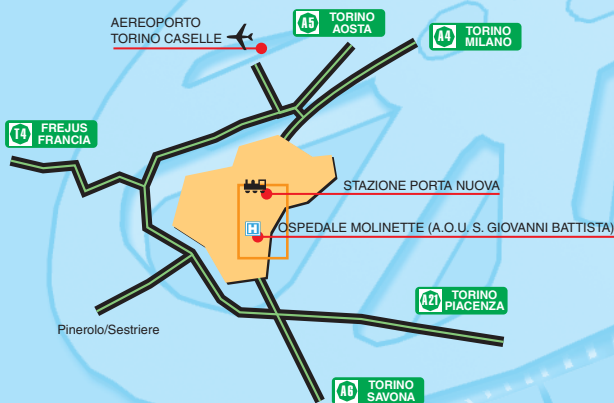 AEREOPORTO
TORINO CASELLE
A5 TORINO
AOSTA
A4 TORINO
MILANO
T4 FREJUS
FRANCIA
STAZIONE PORTA NUOVA
H OSPEDALE MOLINETTE (A.O.U. S. GIOVANNI BATTISTA)
A21 TORINO
PIACENZA
Pinerolo/Sestriere
A6 TORINO
SAVONA